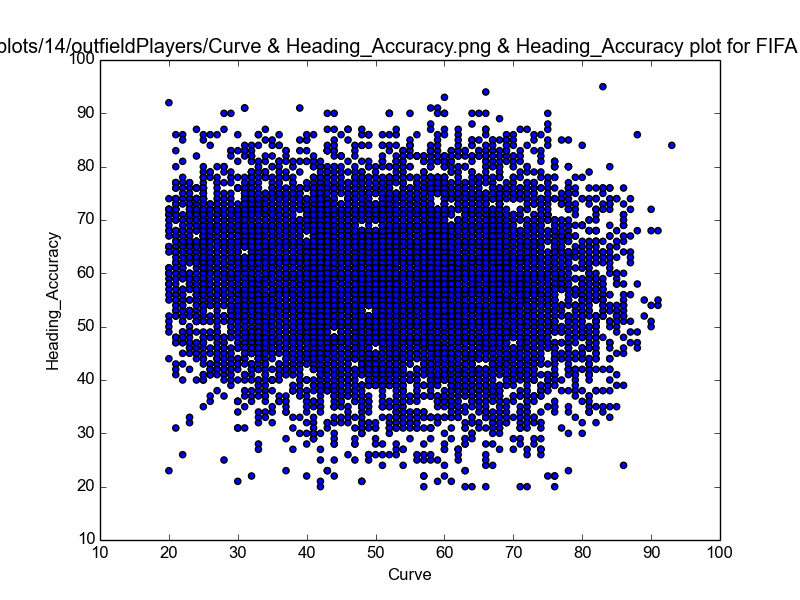 plots/14/outfieldPlayers/Curve & Heading_Accuracy.png & Heading_Accuracy plot for FIFA
100
90
80
70
60
50
40
30
20
10
Heading_Accuracy
10 20 30 40 50 60 70 80 90 100
Curve